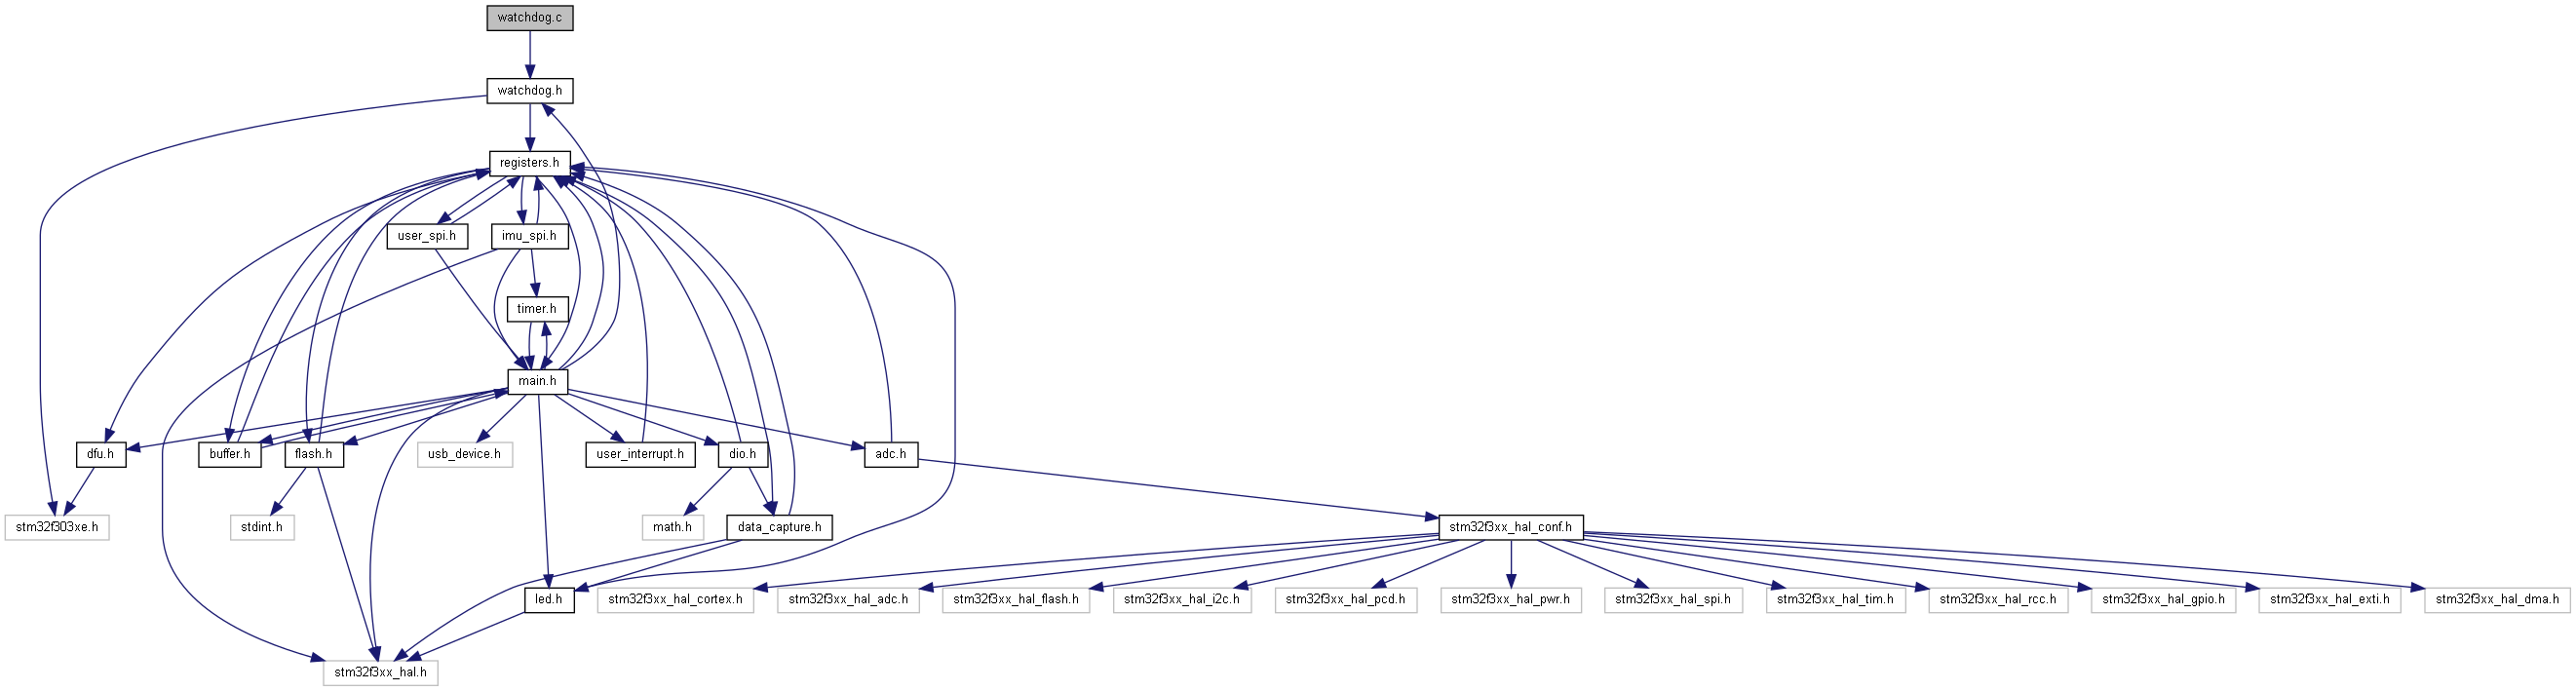 watchdog.c
watchdog.h
registers.h
user_spi.h
imu_spi.h
timer.h
main.h
dfu.h
buffer.h
flash.h
usb_device.h
user_interrupt.h
dio.h
adc.h
stm32f303xe.h
stdint.h
math.h
data_capture.h
stm32f3xx_hal_conf.h
led.h
stm32f3xx_hal_cortex.h
stm32f3xx_hal_adc.h
stm32f3xx_hal_flash.h
stm32f3xx_hal_i2c.h
stm32f3xx_hal_pcd.h
stm32f3xx_hal_pwr.h
stm32f3xx_hal_spi.h
stm32f3xx_hal_tim.h
stm32f3xx_hal_rcc.h
stm32f3xx_hal_gpio.h
stm32f3xx_hal_exti.h
stm32f3xx_hal_dma.h
stm32f3xx_hal.h